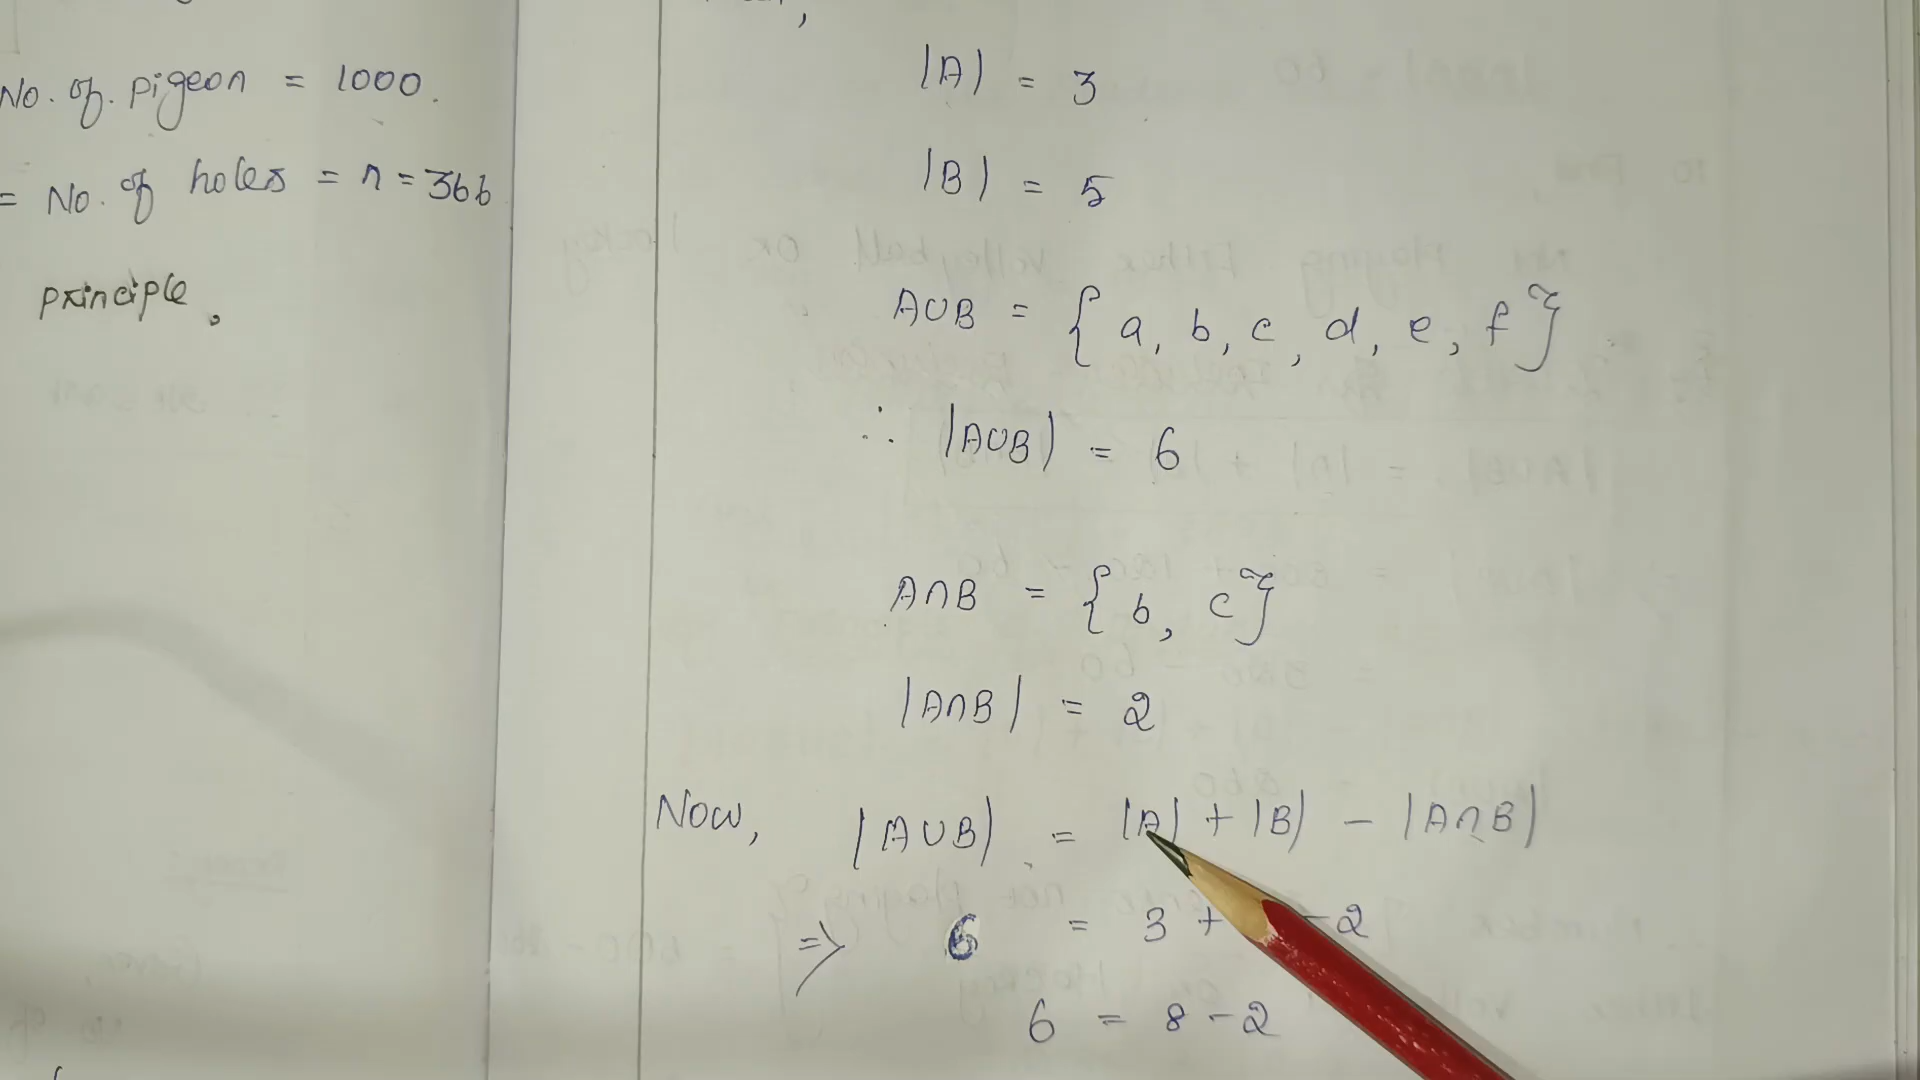 No. of. pigeon = 1000.
= No. of holes = n = 366
principle.
|A| = 3
|B| = 5
A∪B = { a, b, c, d, e, f }
∴ |A∪B| = 6
A∩B = { b, c }
|A∩B| = 2
Now, |A∪B| = |A| + |B| - |A∩B|
⇒ 6 = 3 + - 2
6 = 8 - 2